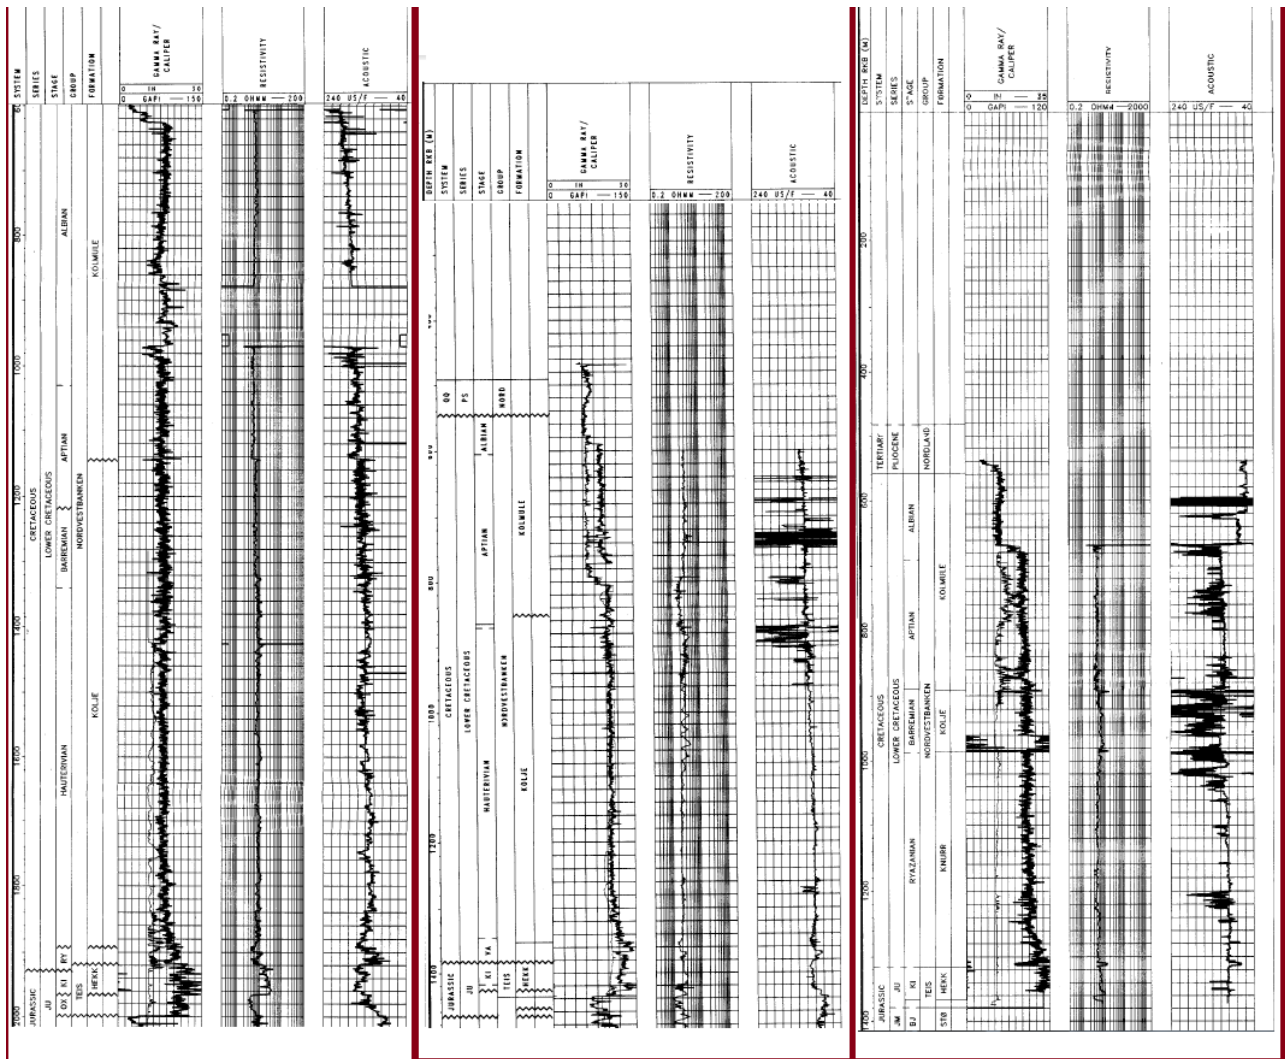 SYSTEM
SERIES
STAGE
GROUP
FORMATION
GAMMA RAY/
CALIPER
0 IN 30
0 GAPI 150
RESISTIVITY
0.2 OHMM 200
ACOUSTIC
240 US/F 40
800
1000
1200
1400
1600
1800
2000
CRETACEOUS
JURASSIC
LOWER CRETACEOUS
JU
ALBIAN
APTIAN
BARREMIAN
HAUTERIVIAN
RY
KI
OX
NORDVESTBANKEN
TEIS
KOLMULE
KOLJE
HEKK
DEPTH RKB (M)
SYSTEM
SERIES
STAGE
GROUP
FORMATION
GAMMA RAY/
CALIPER
0 IN 30
0 GAPI 150
RESISTIVITY
0.2 OHMM 200
ACOUSTIC
240 US/F 40
800
1000
1200
1400
QQ
CRETACEOUS
JURASSIC
PS
LOWER CRETACEOUS
JU
ALBIAN
APTIAN
HAUTERIVIAN
VA
KI
NORD
NORDVESTBANKEN
TEIS
KOLMULE
KOLJE
HEKK
DEPTH RKB (M)
SYSTEM
SERIES
STAGE
GROUP
FORMATION
GAMMA RAY/
CALIPER
0 IN
0 GAPI 120
RESISTIVITY
0.2 OHMM 2000
ACOUSTIC
240 US/F 40
200
400
600
800
1000
1200
1400
TERTIARY
CRETACEOUS
JURASSIC
PLIOCENE
LOWER CRETACEOUS
JU
JM
ALBIAN
APTIAN
BARREMIAN
RYAZANIAN
KI
BJ
NORDLAND
NORDVESTBANKEN
TEIS
KOLMULE
KOLJE
KNURR
HEKK
STØ